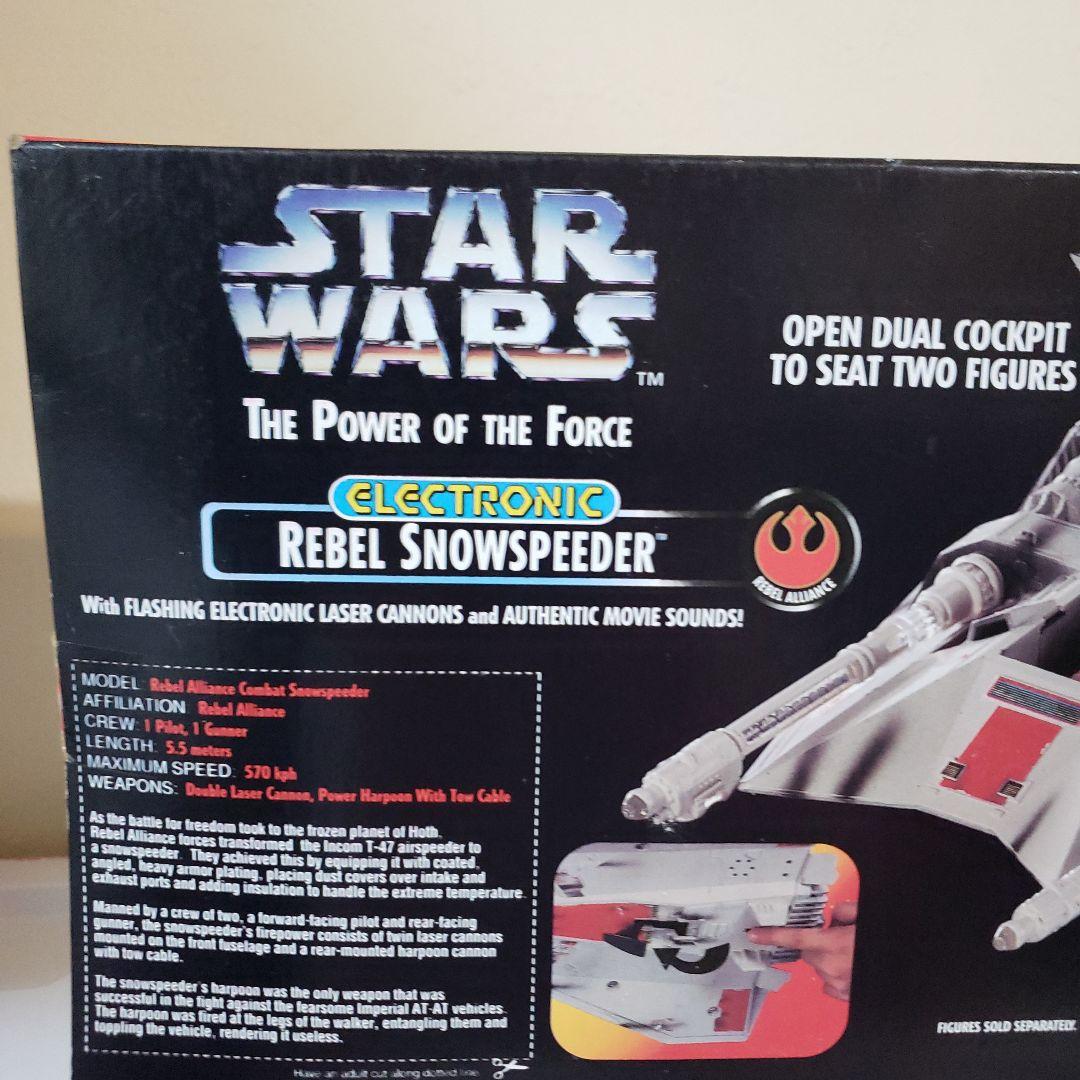 STAR
WARS
TM
THE POWER OF THE FORCE
ELECTRONIC
REBEL SNOWSPEEDER™
REBEL ALLIANCE
With FLASHING ELECTRONIC LASER CANNONS and AUTHENTIC MOVIE SOUNDS!
OPEN DUAL COCKPIT
TO SEAT TWO FIGURES
MODEL: Rebel Alliance Combat Snowspeeder
AFFILIATION: Rebel Alliance
CREW: 1 Pilot, 1 Gunner
LENGTH: 5.5 meters
MAXIMUM SPEED: 570 kph
WEAPONS: Double Laser Cannon, Power Harpoon With Tow Cable
As the battle for freedom took to the frozen planet of Hoth,
Rebel Alliance forces transformed the Incom T-47 airspeeder to
a snowspeeder. They achieved this by equipping it with coated,
angled, heavy armor plating, placing dust covers over intake and
exhaust ports and adding insulation to handle the extreme temperature.
Manned by a crew of two, a forward-facing pilot and rear-facing
gunner, the snowspeeder's firepower consists of twin laser cannons
mounted on the front fuselage and a rear-mounted harpoon cannon
with tow cable.
The snowspeeder's harpoon was the only weapon that was
successful in the fight against the fearsome Imperial AT-AT vehicles.
The harpoon was fired at the legs of the walker, entangling them and
toppling the vehicle, rendering it useless.
Have an adult cut along dotted line.
FIGURES SOLD SEPARATELY.